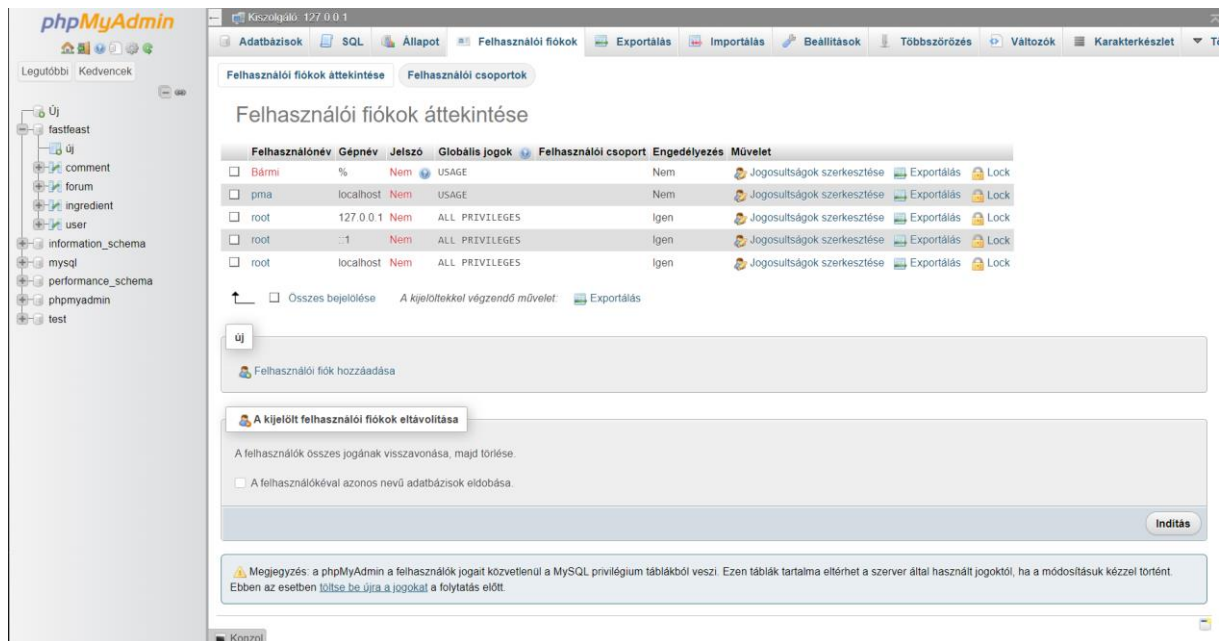 phpMyAdmin
Legutóbbi Kedvencek
Új
fastfeast
új
comment
forum
ingredient
user
information_schema
mysql
performance_schema
phpmyadmin
test
Kiszolgáló: 127.0.0.1
Adatbázisok SQL Állapot Felhasználói fiókok Exportálás Importálás Beállítások Többszörözés Változók Karakterkészlet
Felhasználói fiókok áttekintése Felhasználói csoportok
Felhasználói fiókok áttekintése
Felhasználónév Gépnév Jelszó Globális jogok Felhasználói csoport Engedélyezés Művelet
Bármi % Nem USAGE Nem Jogosultságok szerkesztése Exportálás Lock
pma localhost Nem USAGE Nem Jogosultságok szerkesztése Exportálás Lock
root 127.0.0.1 Nem ALL PRIVILEGES Igen Jogosultságok szerkesztése Exportálás Lock
root ::1 Nem ALL PRIVILEGES Igen Jogosultságok szerkesztése Exportálás Lock
root localhost Nem ALL PRIVILEGES Igen Jogosultságok szerkesztése Exportálás Lock
Összes bejelölése A kijelöltekkel végzendő művelet: Exportálás
új
Felhasználói fiók hozzáadása
A kijelölt felhasználói fiókok eltávolítása
A felhasználók összes jogának visszavonása, majd törlése.
A felhasználókéval azonos nevű adatbázisok eldobása.
Indítás
Megjegyzés: a phpMyAdmin a felhasználók jogait közvetlenül a MySQL privilégium táblákból veszi. Ezen táblák tartalma eltérhet a szerver által használt jogoktól, ha a módosításuk kézzel történt.
Ebben az esetben töltse be újra a jogokat a folytatás előtt.
Konzol